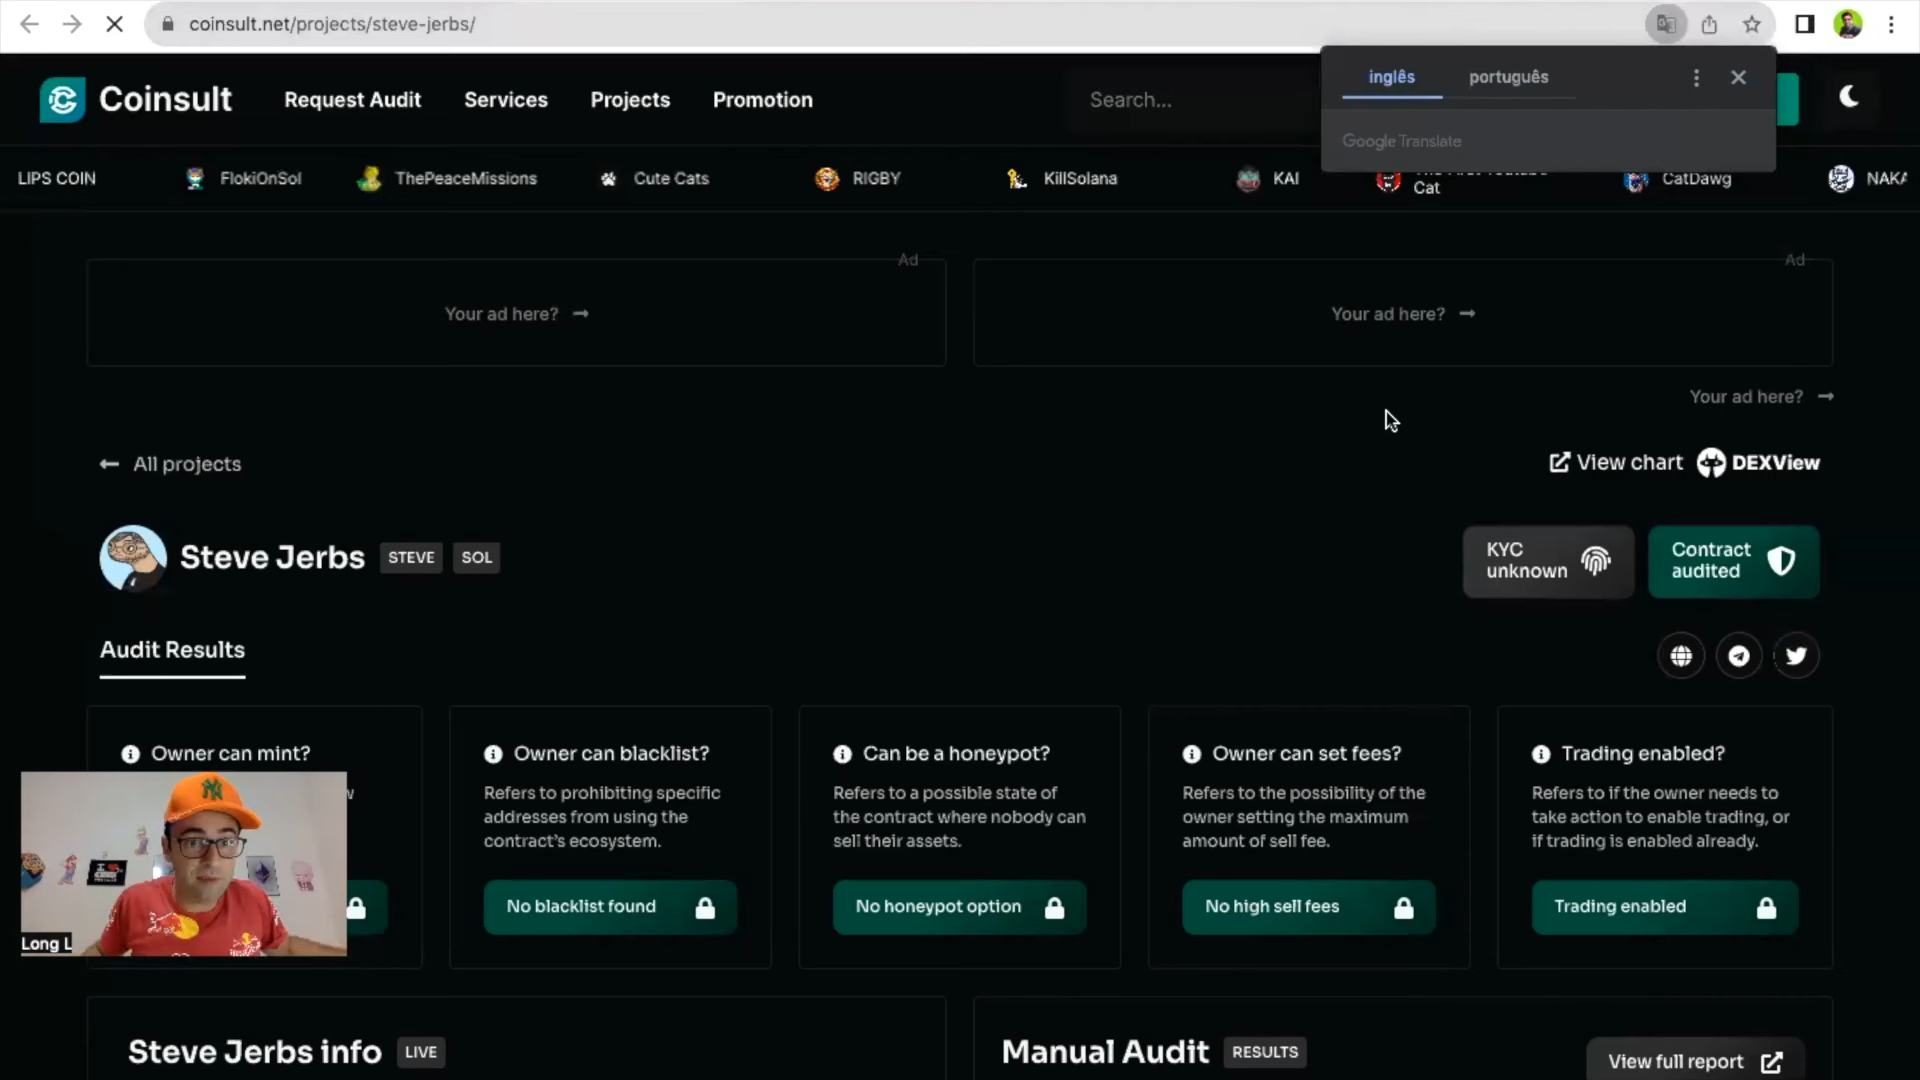 coinsult.net/projects/steve-jerbs/
inglês português
Google Translate
Coinsult Request Audit Services Projects Promotion Search...
LIPS COIN FlokiOnSol ThePeaceMissions Cute Cats RIGBY KillSolana KAI
Cat CatDawg
Ad Ad
Your ad here? Your ad here?
Your ad here?
All projects View chart DEXView
Steve Jerbs STEVE SOL
KYC
unknown
Contract
audited
Audit Results
Owner can mint?
Owner can blacklist?
Refers to prohibiting specific
addresses from using the
contract's ecosystem.
No blacklist found
Can be a honeypot?
Refers to a possible state of
the contract where nobody can
sell their assets.
No honeypot option
Owner can set fees?
Refers to the possibility of the
owner setting the maximum
amount of sell fee.
No high sell fees
Trading enabled?
Refers to if the owner needs to
take action to enable trading, or
if trading is enabled already.
Trading enabled
NY
Long L
Steve Jerbs info LIVE
Manual Audit RESULTS View full report